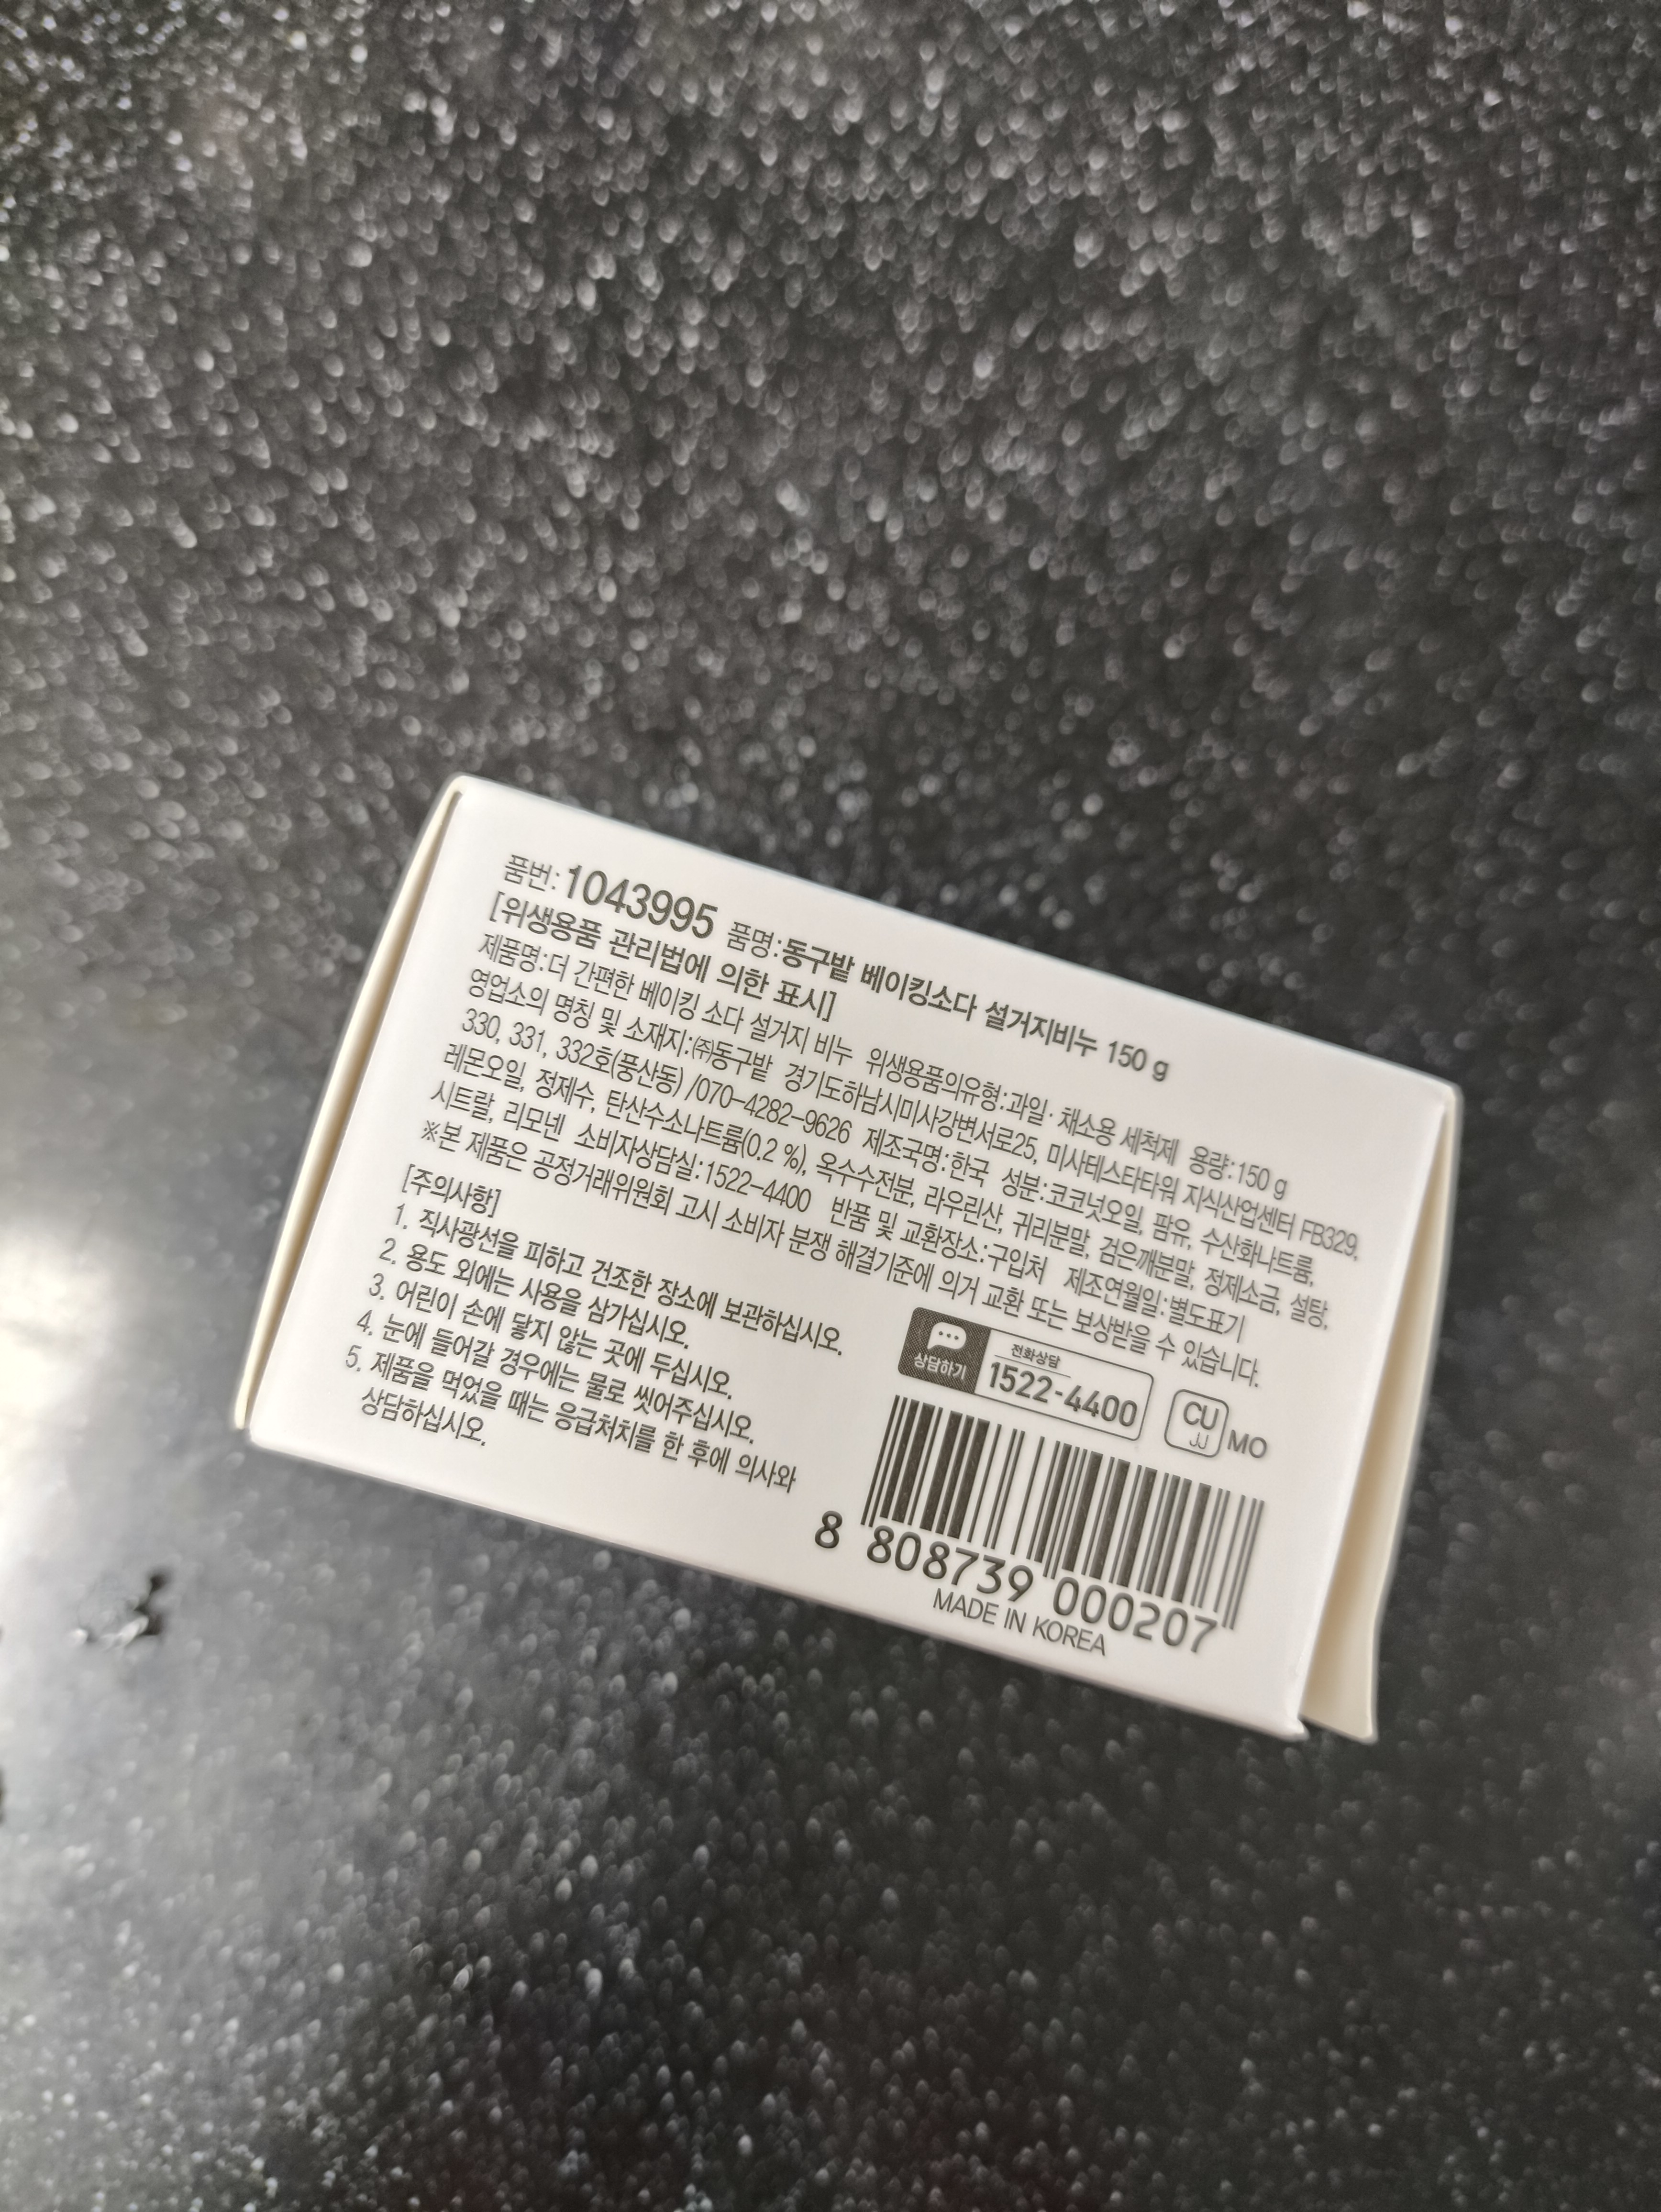 품번:1043995 품명:동구밭 베이킹소다 설거지비누 150 g
[위생용품 관리법에 의한 표시]
제품명:더 간편한 베이킹 소다 설거지 비누 위생용품의유형:과일·채소용 세척제 용량:150 g
영업소의 명칭 및 소재지:㈜동구밭 경기도하남시미사강변서로25, 미사테스타타워 지식산업센터 FB329,
330, 331, 332호(풍산동) /070-4282-9626 제조국명:한국 성분:코코넛오일, 팜유, 수산화나트륨,
레몬오일, 정제수, 탄산수소나트륨(0.2 %), 옥수수전분, 라우린산, 귀리분말, 검은깨분말, 정제소금, 설탕,
시트랄, 리모넨 소비자상담실:1522-4400 반품 및 교환장소:구입처 제조연월일:별도표기
※본 제품은 공정거래위원회 고시 소비자 분쟁 해결기준에 의거 교환 또는 보상받을 수 있습니다.
[주의사항]
1. 직사광선을 피하고 건조한 장소에 보관하십시오.
2. 용도 외에는 사용을 삼가십시오.
3. 어린이 손에 닿지 않는 곳에 두십시오.
4. 눈에 들어갈 경우에는 물로 씻어주십시오.
5. 제품을 먹었을 때는 응급처치를 한 후에 의사와
상담하십시오.
상담하기
전화상담
1522-4400
CU
JJ
MO
8 808739 000207
MADE IN KOREA